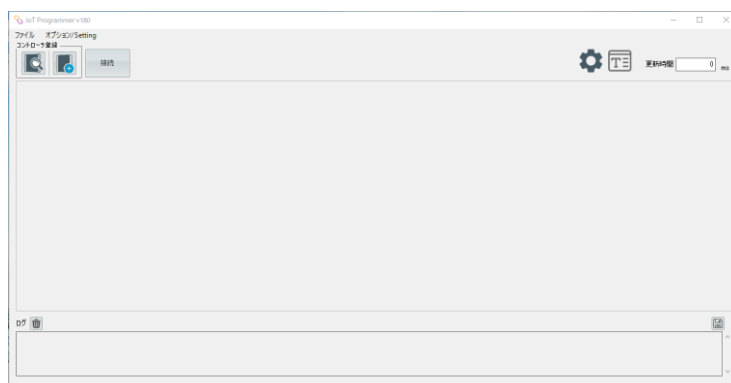 IoT Programmer v180
ファイル オプション/Setting
コントローラ登録
接続
更新時間 0 ms
ログ